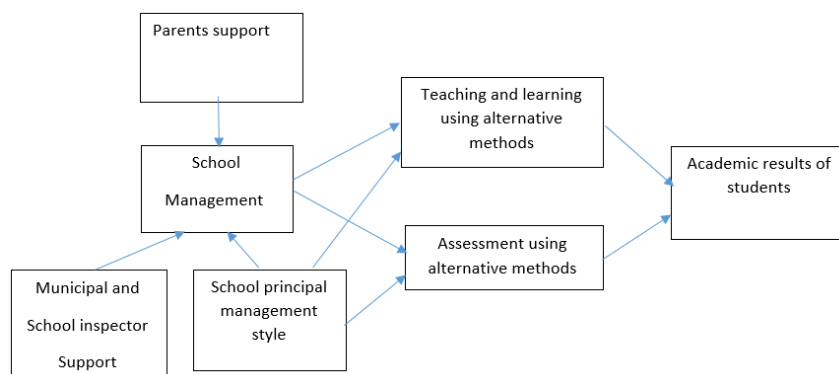 Parents support
School
Management
Municipal and
School inspector
Support
School principal
management
style
Teaching and learning
using alternative
methods
Assessment using
alternative methods
Academic results of
students